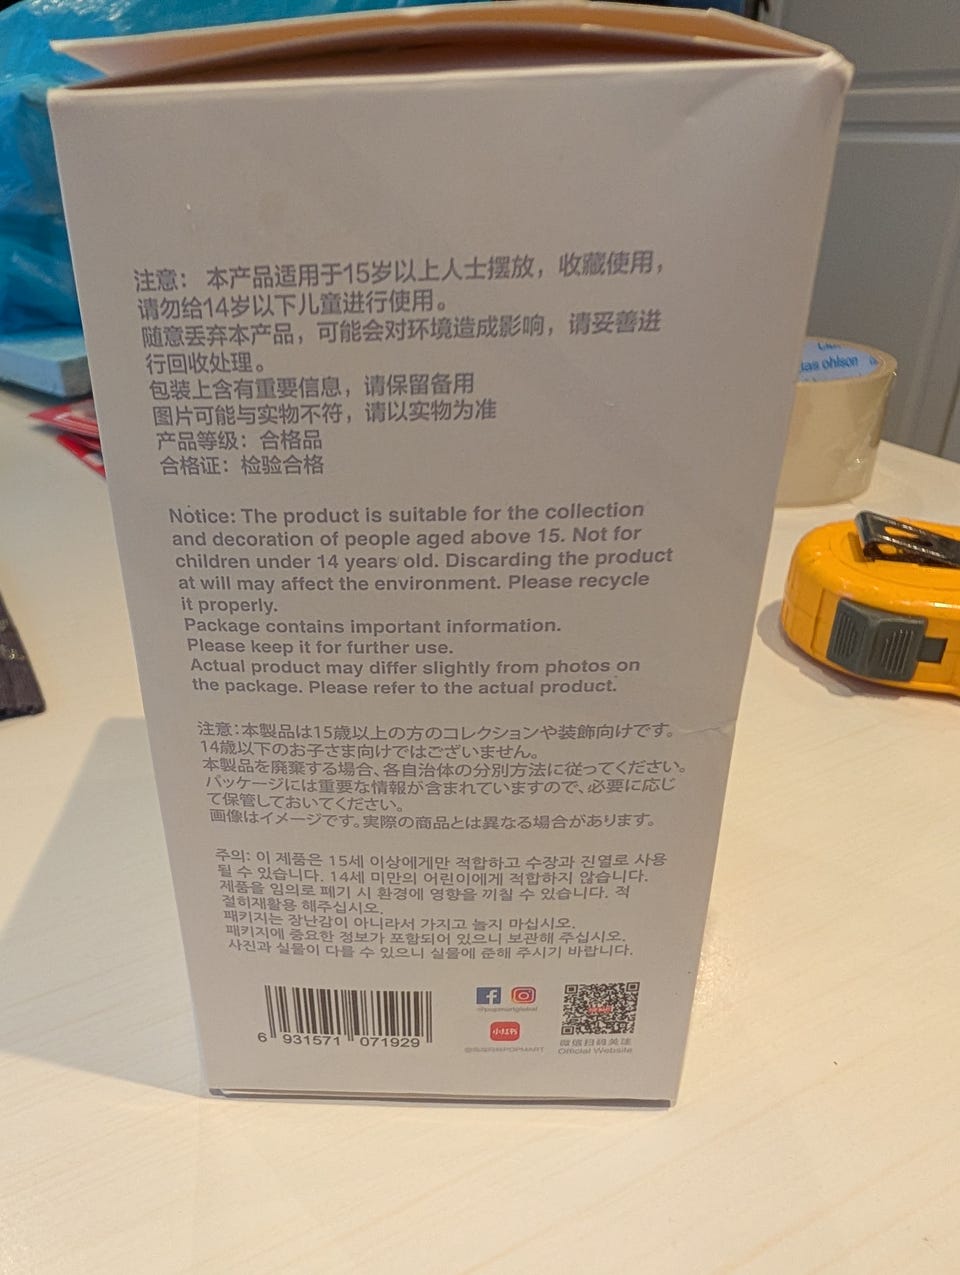 注意： 本产品适用于15岁以上人士摆放，收藏使用，
请勿给14岁以下儿童进行使用。
随意丢弃本产品，可能会对环境造成影响，请妥善进
行回收处理。
包装上含有重要信息，请保留备用
图片可能与实物不符，请以实物为准
产品等级：合格品
合格证：检验合格
Notice: The product is suitable for the collection
and decoration of people aged above 15. Not for
children under 14 years old. Discarding the product
at will may affect the environment. Please recycle
it properly.
Package contains important information.
Please keep it for further use.
Actual product may differ slightly from photos on
the package. Please refer to the actual product.
注意：本製品は15歳以上の方のコレクションや装飾向けです。
14歳以下のお子さま向けではございません。
本製品を廃棄する場合、各自治体の分別方法に従ってください。
パッケージには重要な情報が含まれていますので、必要に応じ
て保管しておいてください。
画像はイメージです。実際の商品とは異なる場合があります。
주의: 이 제품은 15세 이상에게만 적합하고 수장과 진열로 사용
될 수 있습니다. 14세 미만의 어린이에게 적합하지 않습니다.
제품을 임의로 폐기 시 환경에 영향을 끼칠 수 있습니다. 적
절히재활용 해주십시오.
패키지는 장난감이 아니라서 가지고 놀지 마십시오.
패키지에 중요한 정보가 포함되어 있으니 보관해 주십시오.
사진과 실물이 다를 수 있으니 실물에 준해 주시기 바랍니다.
6 931571 071929
@popmartglobal
小红书
POPMART
微信扫码关注
Official Website
ohlson